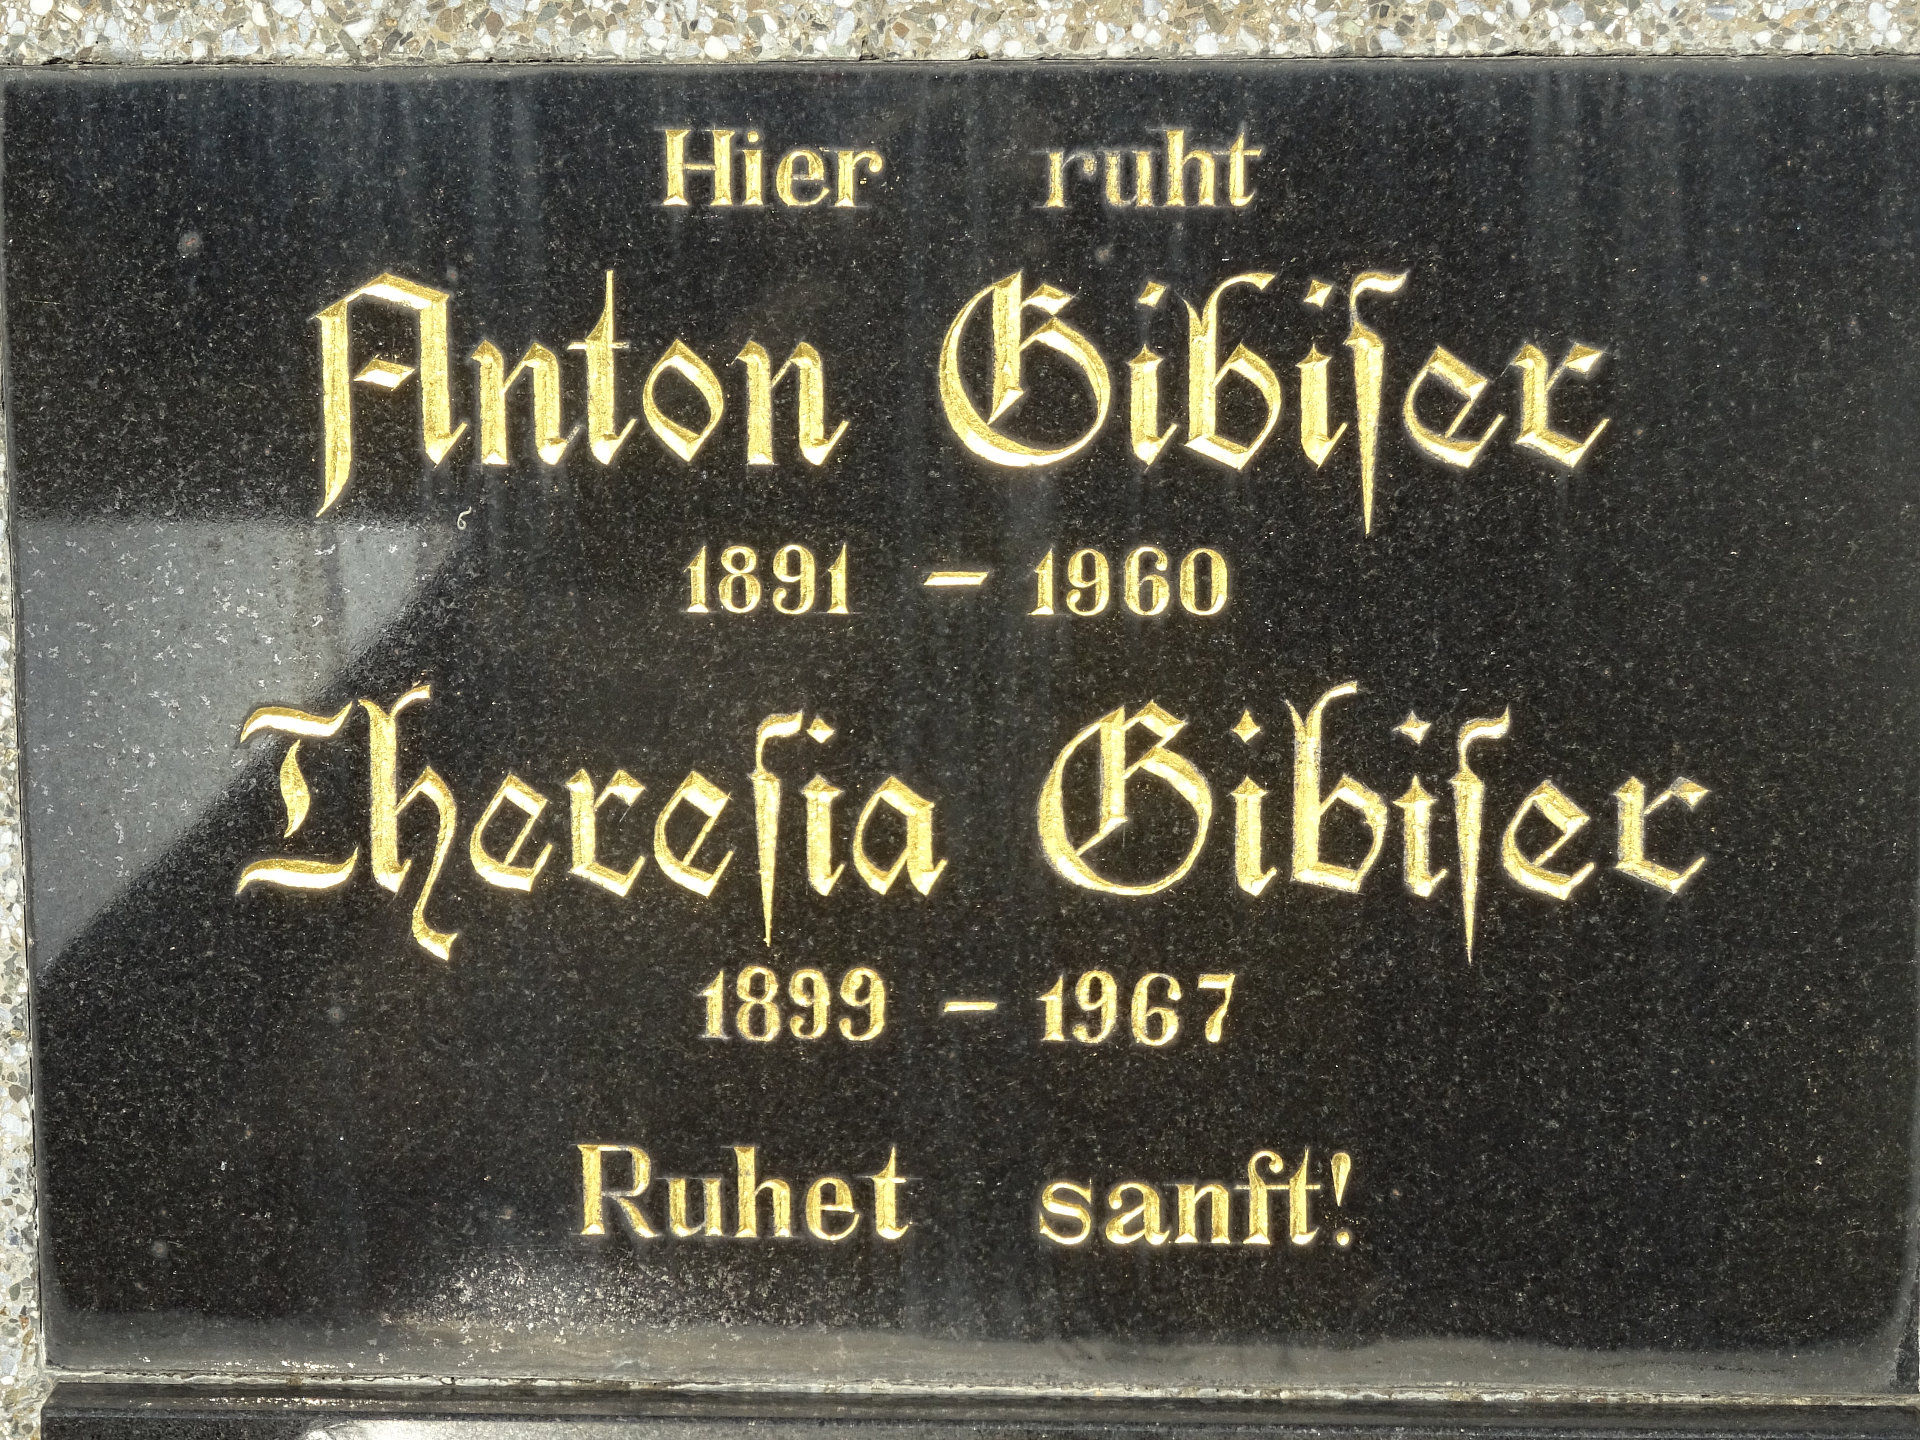 Hier ruht
Anton Gibiſer
1891 – 1960
Thereſia Gibiſer
1899 – 1967
Ruhet sanft!